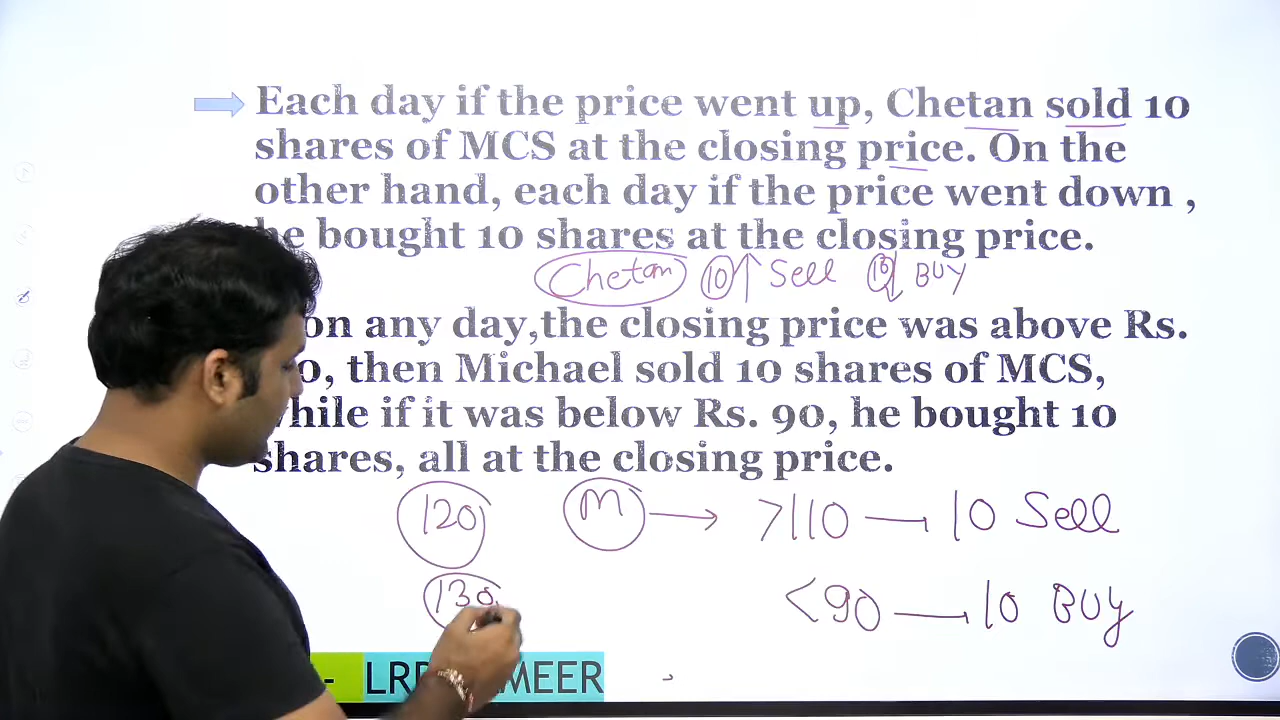 Each day if the price went up, Chetan sold 10
shares of MCS at the closing price. On the
other hand, each day if the price went down ,
he bought 10 shares at the closing price.
Chetan 10 ↑ Sell 10 ↓ BUY
on any day,the closing price was above Rs.
then Michael sold 10 shares of MCS,
while if it was below Rs. 90, he bought 10
shares, all at the closing price.
120 M → >110 — 10 Sell
130 <90 — 10 BUY
- MEER